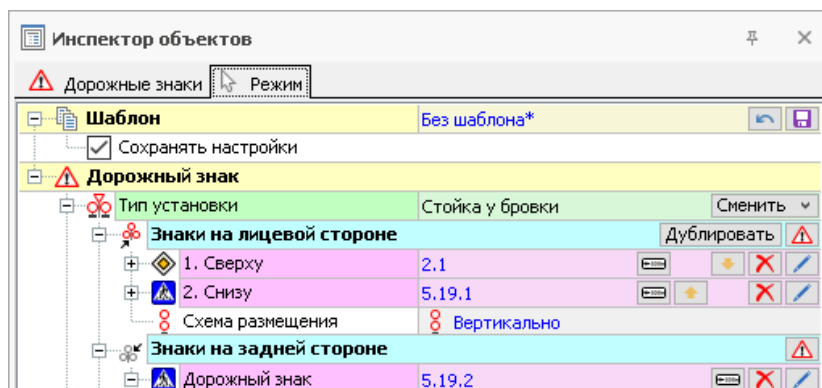 Инспектор объектов
Дорожные знаки Режим
Шаблон Без шаблона*
Сохранять настройки
Дорожный знак
Тип установки Стойка у бровки Сменить
Знаки на лицевой стороне Дублировать
1. Сверху 2.1
2. Снизу 5.19.1
Схема размещения Вертикально
Знаки на задней стороне
Дорожный знак 5.19.2